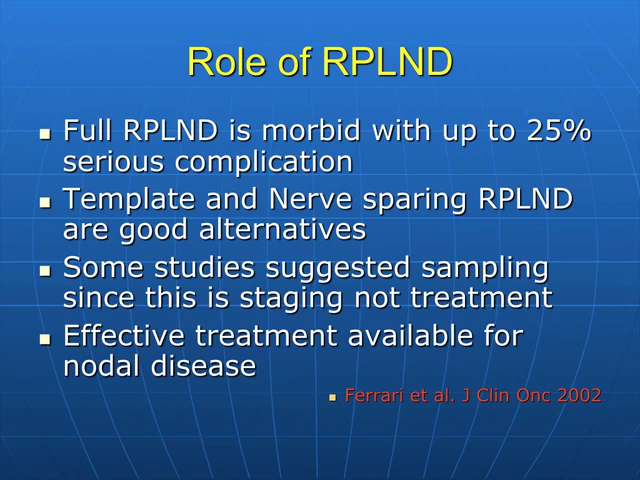 Role of RPLND
Full RPLND is morbid with up to 25%
serious complication
Template and Nerve sparing RPLND
are good alternatives
Some studies suggested sampling
since this is staging not treatment
Effective treatment available for
nodal disease
Ferrari et al. J Clin Onc 2002